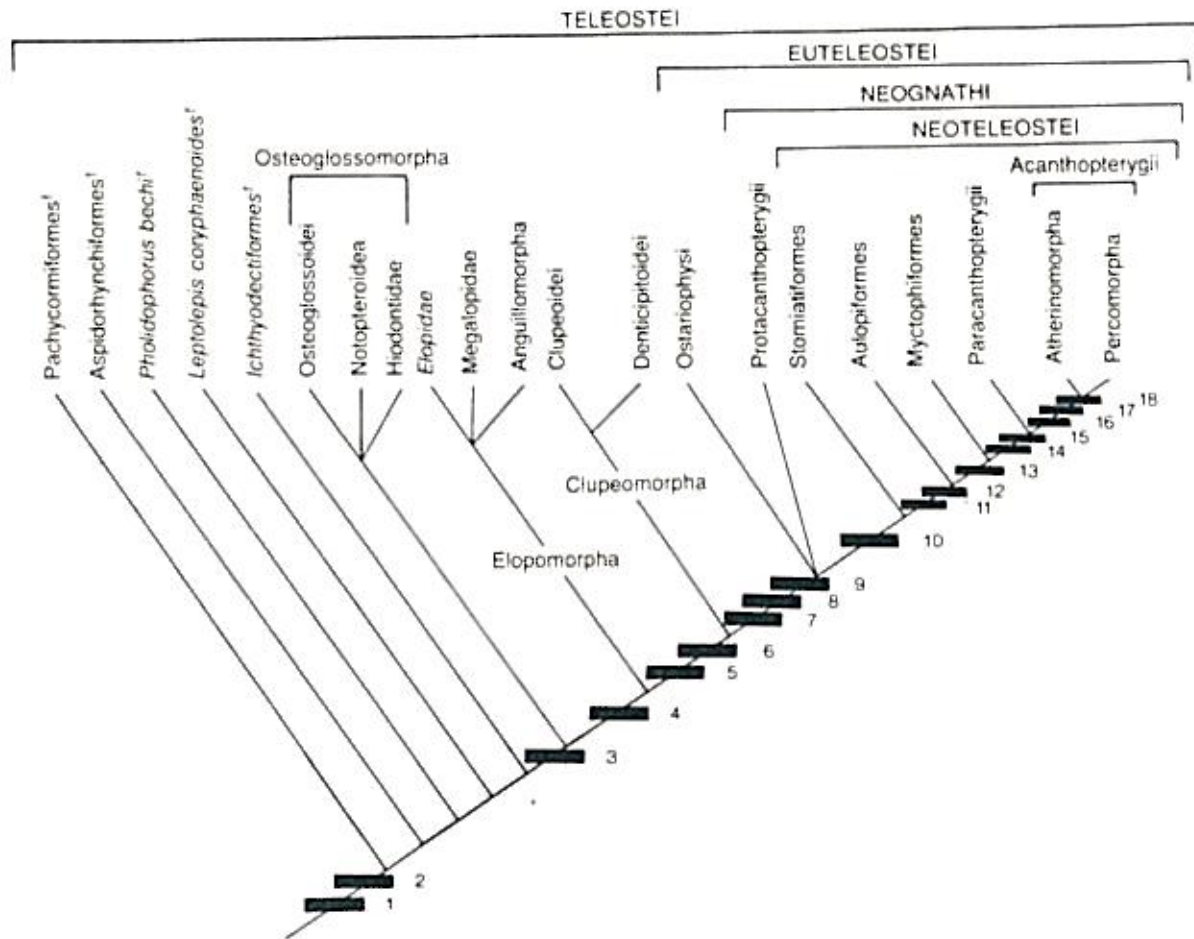 TELEOSTEI
EUTELEOSTEI
NEOGNATHI
NEOTELEOSTEI
Osteoglossomorpha
Acanthopterygii
Pachycormiformes†
Aspidorhynchiformes†
Pholidophorus bechi†
Leptolepis coryphaenoides†
Ichthyodectiformes†
Osteoglossoidei
Notopteroidea
Hiodontidae
Elopidae
Megalopidae
Anguillomorpha
Clupeoidei
Denticipitoidei
Ostariophysi
Protacanthopterygii
Stomiatiformes
Aulopiformes
Myctophiformes
Paracanthopterygii
Atherinomorpha
Percomorpha
Clupeomorpha
Elopomorpha
18
17
16
15
14
13
12
11
10
9
8
7
6
5
4
3
2
1